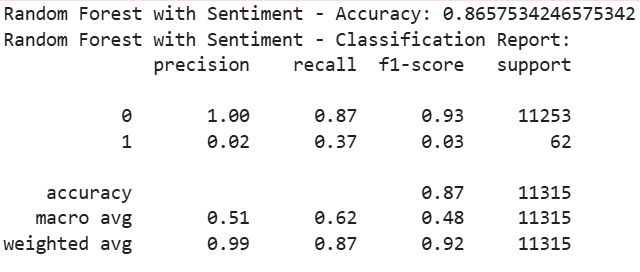 Random Forest with Sentiment - Accuracy: 0.8657534246575342
Random Forest with Sentiment - Classification Report:
precision recall f1-score support
0 1.00 0.87 0.93 11253
1 0.02 0.37 0.03 62
accuracy 0.87 11315
macro avg 0.51 0.62 0.48 11315
weighted avg 0.99 0.87 0.92 11315